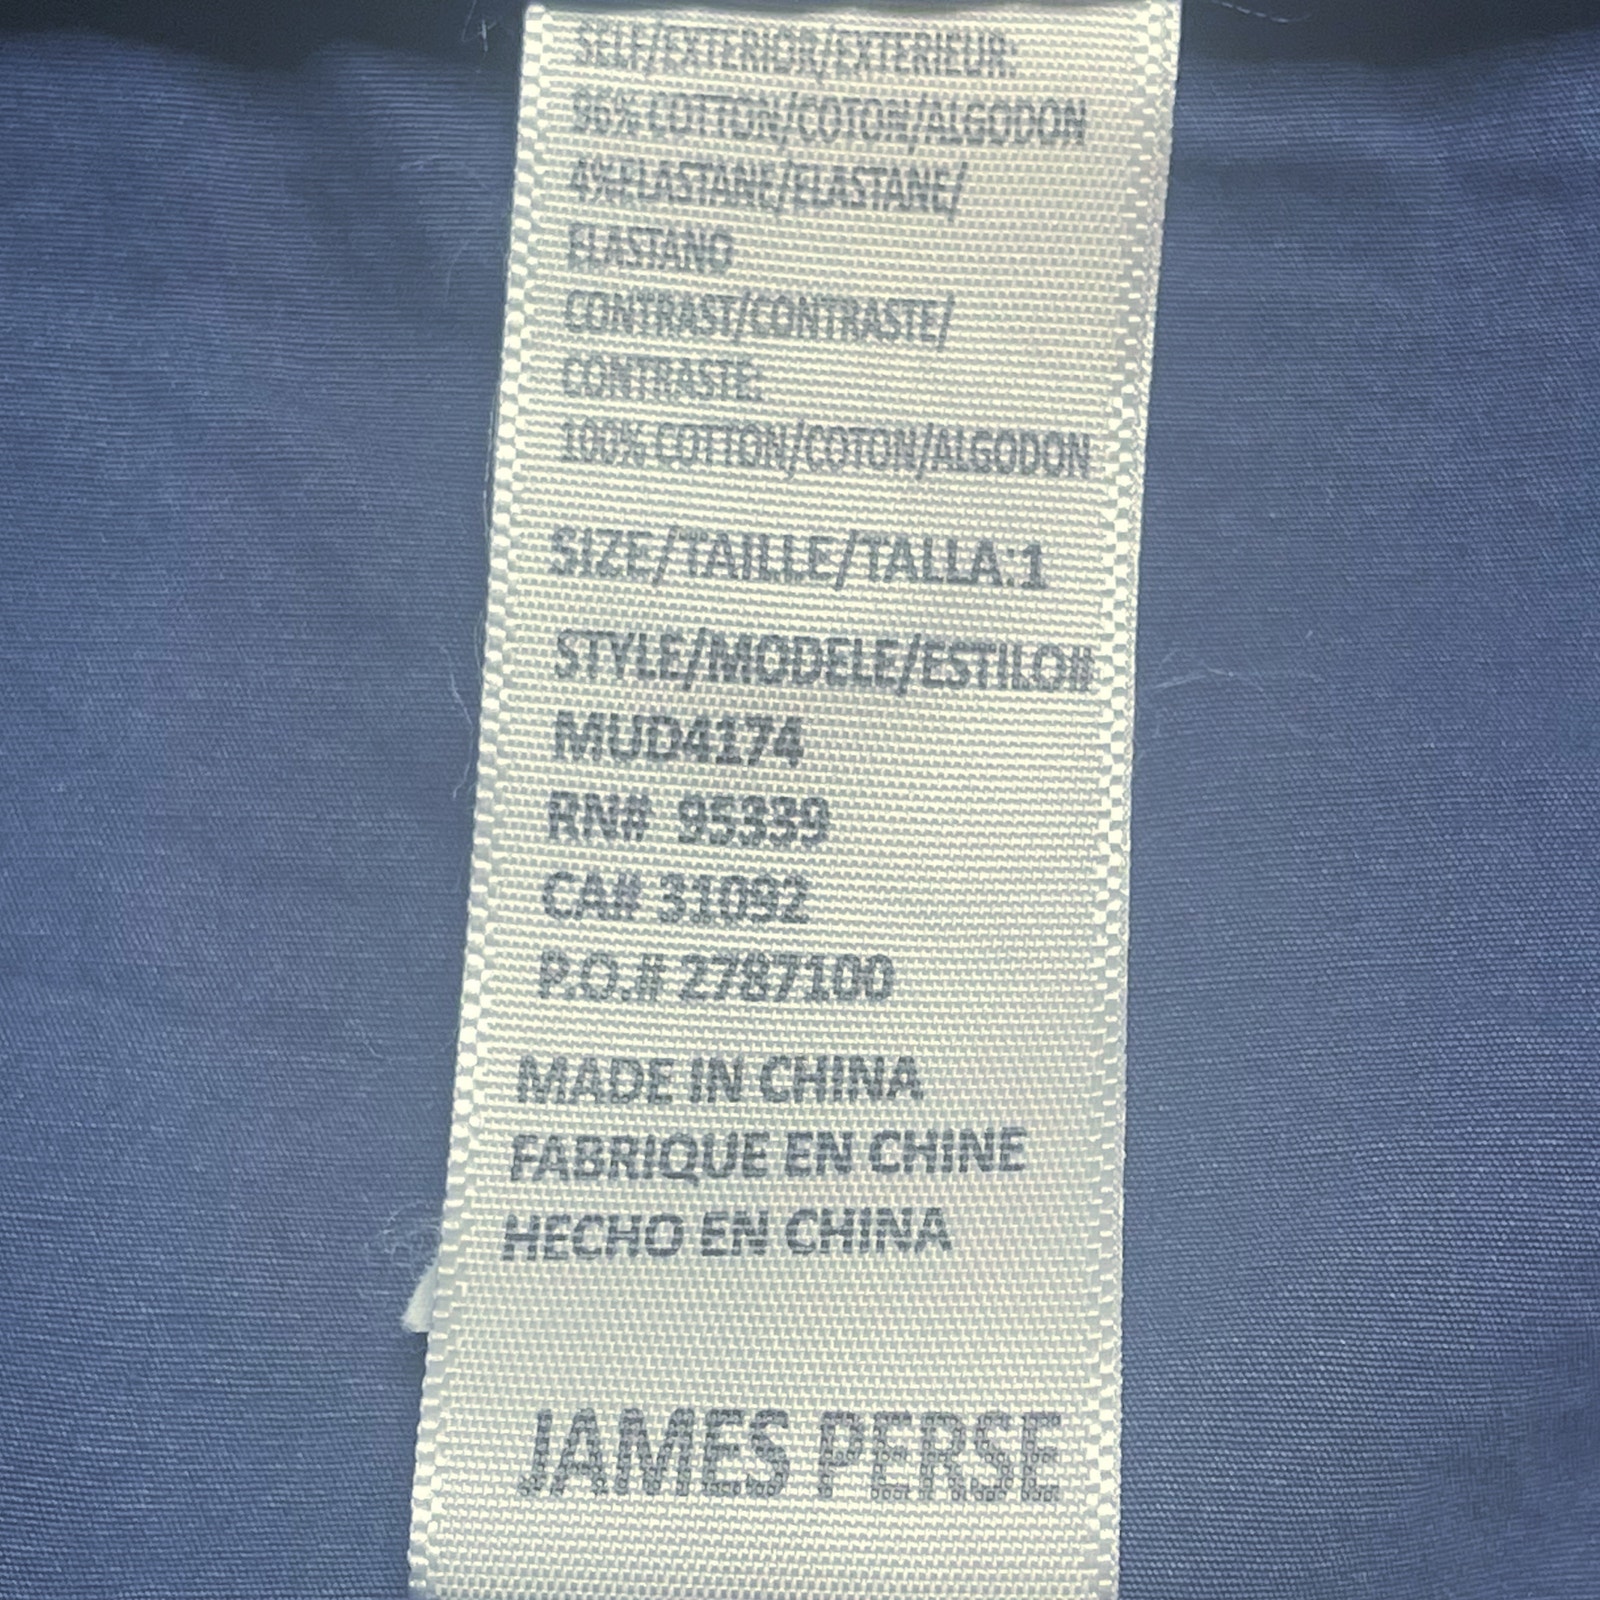 SELF/EXTERIOR/EXTERIEUR:
96% COTTON/COTON/ALGODON
4%ELASTANE/ELASTANE/
ELASTANO
CONTRAST/CONTRASTE/
CONTRASTE:
100% COTTON/COTON/ALGODON
SIZE/TAILLE/TALLA:1
STYLE/MODELE/ESTILO#
MUD4174
RN# 95339
CA# 31092
P.O.# 2787100
MADE IN CHINA
FABRIQUE EN CHINE
HECHO EN CHINA
JAMES PERSE